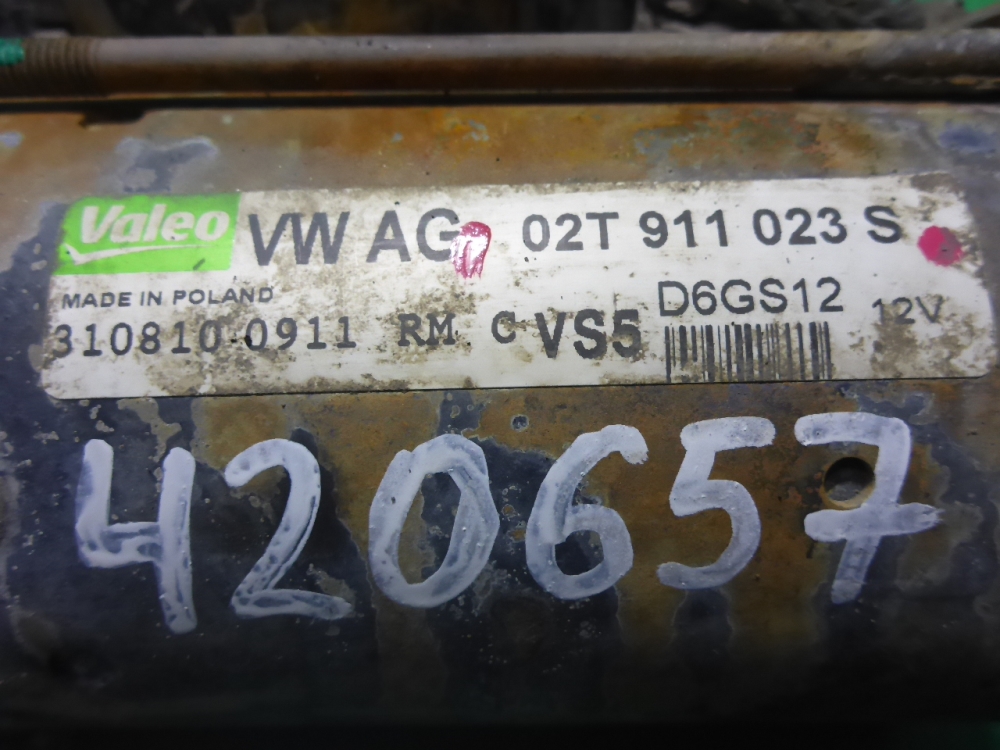 Valeo VW AG 02T 911 023 S
MADE IN POLAND D6GS12 12V
310810 0911 RM C VS5
420657